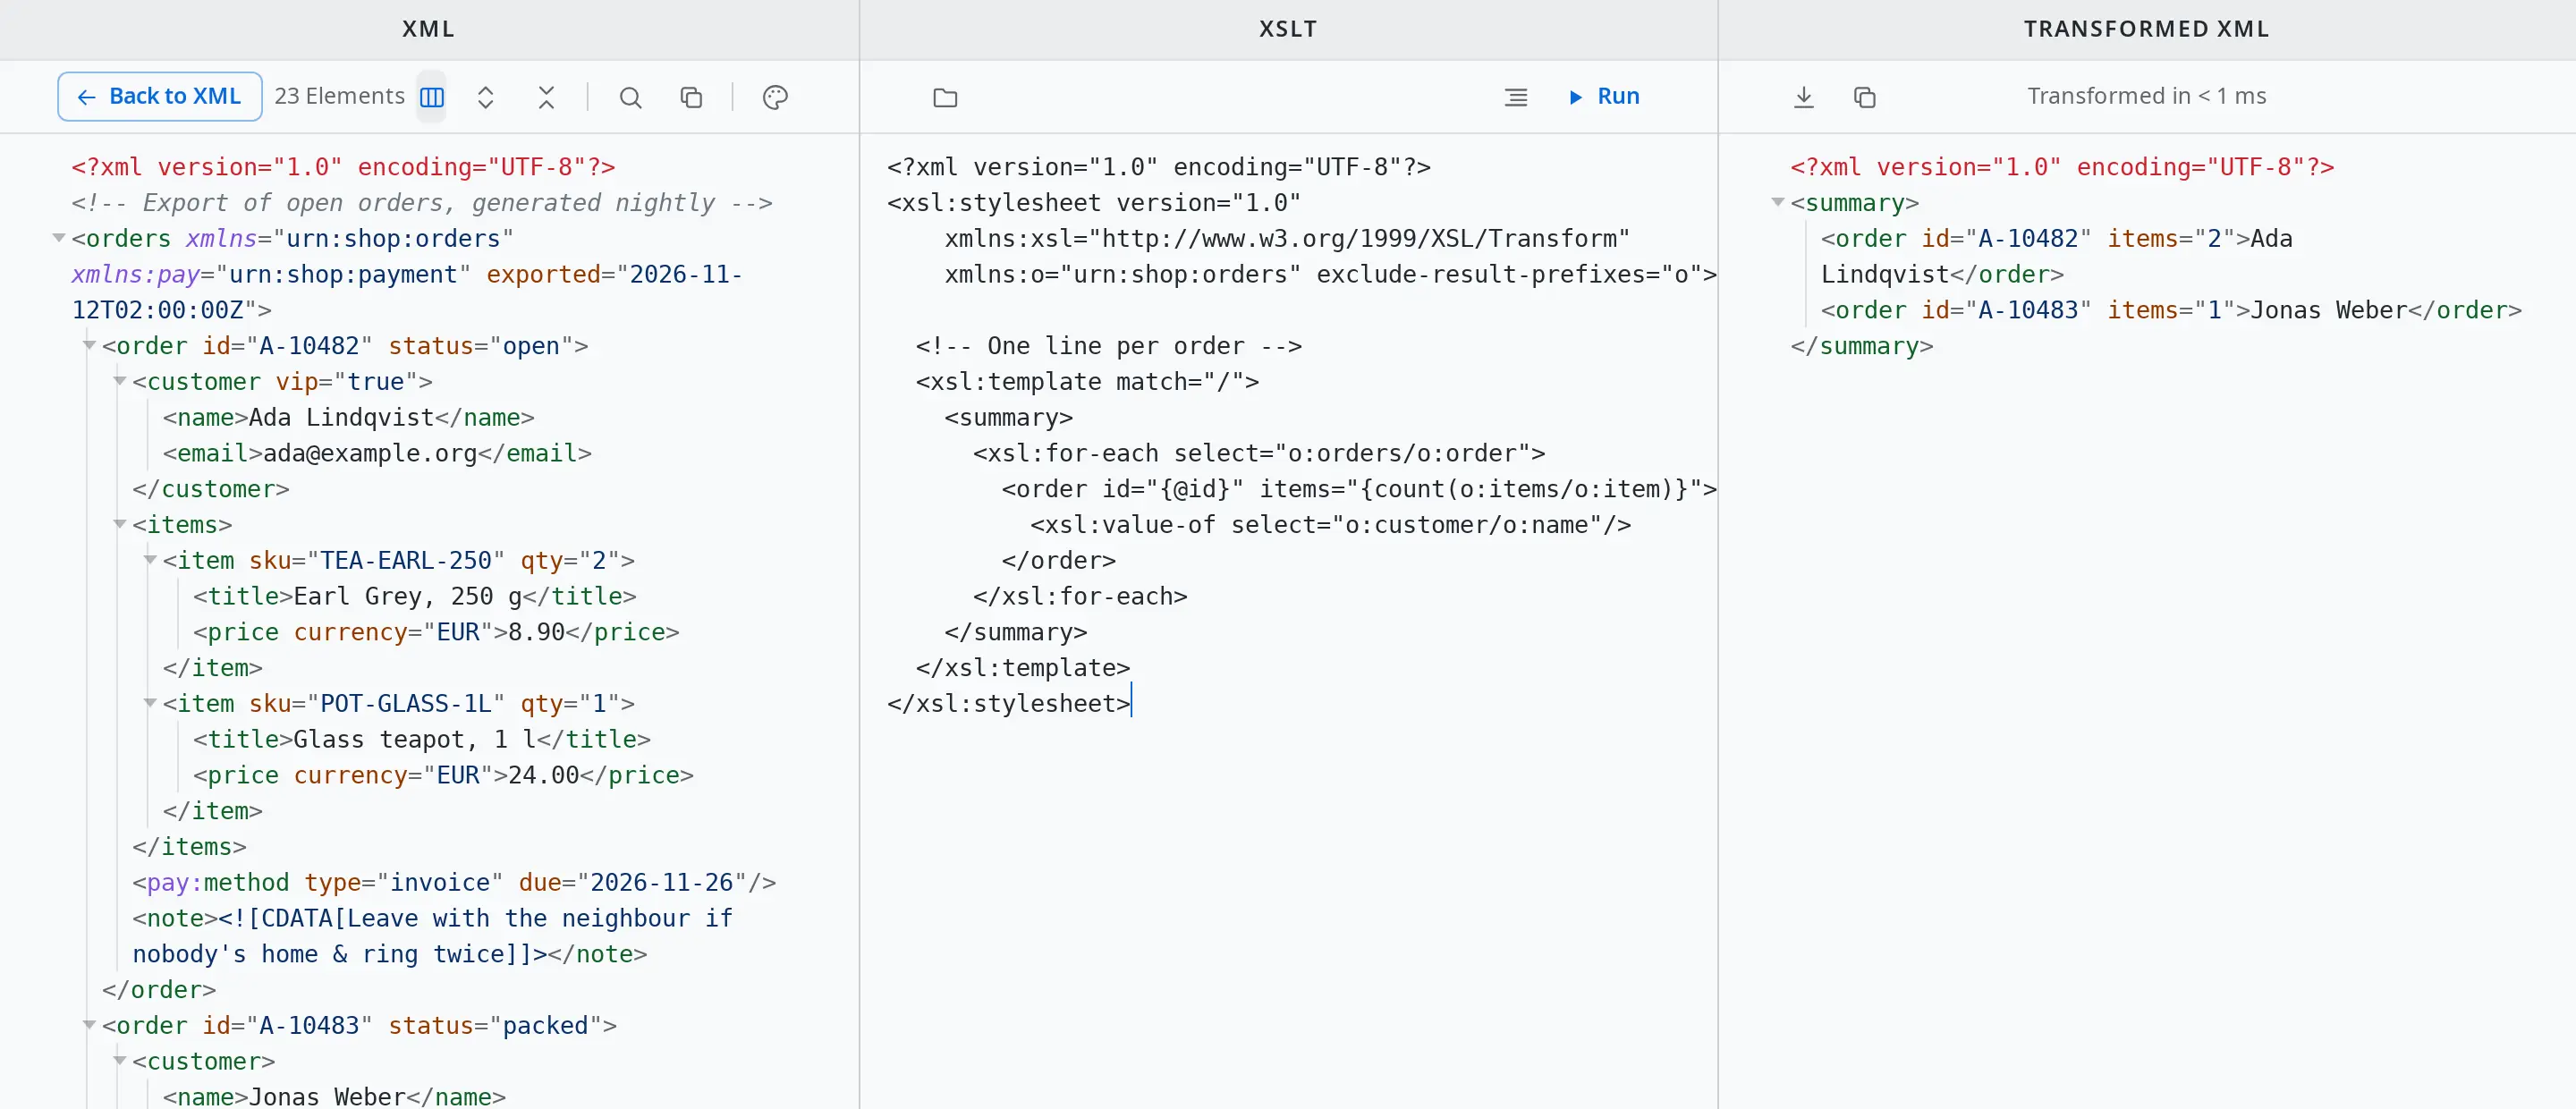 XML
Back to XML 23 Elements
<?xml version="1.0" encoding="UTF-8"?>
<!-- Export of open orders, generated nightly -->
<orders xmlns="urn:shop:orders"
xmlns:pay="urn:shop:payment" exported="2026-11-
12T02:00:00Z">
<order id="A-10482" status="open">
<customer vip="true">
<name>Ada Lindqvist</name>
<email>ada@example.org</email>
</customer>
<items>
<item sku="TEA-EARL-250" qty="2">
<title>Earl Grey, 250 g</title>
<price currency="EUR">8.90</price>
</item>
<item sku="POT-GLASS-1L" qty="1">
<title>Glass teapot, 1 l</title>
<price currency="EUR">24.00</price>
</item>
</items>
<pay:method type="invoice" due="2026-11-26"/>
<note><![CDATA[Leave with the neighbour if
nobody's home & ring twice]]></note>
</order>
<order id="A-10483" status="packed">
<customer>
<name>Jonas Weber</name>
XSLT
Run
<?xml version="1.0" encoding="UTF-8"?>
<xsl:stylesheet version="1.0"
xmlns:xsl="http://www.w3.org/1999/XSL/Transform"
xmlns:o="urn:shop:orders" exclude-result-prefixes="o">
<!-- One line per order -->
<xsl:template match="/">
<summary>
<xsl:for-each select="o:orders/o:order">
<order id="{@id}" items="{count(o:items/o:item)}">
<xsl:value-of select="o:customer/o:name"/>
</order>
</xsl:for-each>
</summary>
</xsl:template>
</xsl:stylesheet>
TRANSFORMED XML
Transformed in < 1 ms
<?xml version="1.0" encoding="UTF-8"?>
<summary>
<order id="A-10482" items="2">Ada
Lindqvist</order>
<order id="A-10483" items="1">Jonas Weber</order>
</summary>